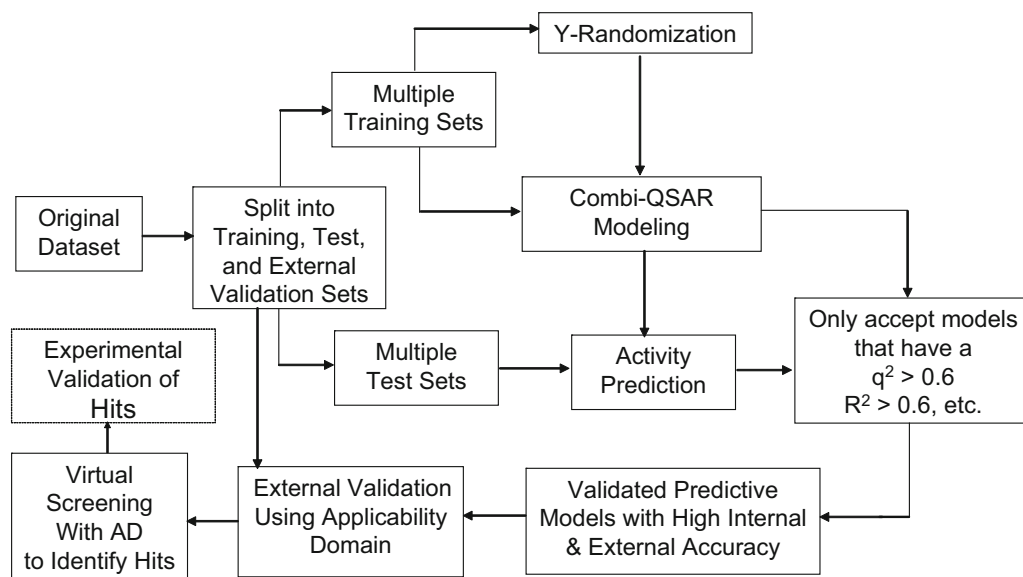 Y-Randomization
Multiple
Training Sets
Combi-QSAR
Modeling
Original
Dataset
Split into
Training, Test,
and External
Validation Sets
Only accept models
that have a
q² > 0.6
R² > 0.6, etc.
Experimental
Validation of
Hits
Multiple
Test Sets
Activity
Prediction
Virtual
Screening
With AD
to Identify Hits
External Validation
Using Applicability
Domain
Validated Predictive
Models with High Internal
& External Accuracy